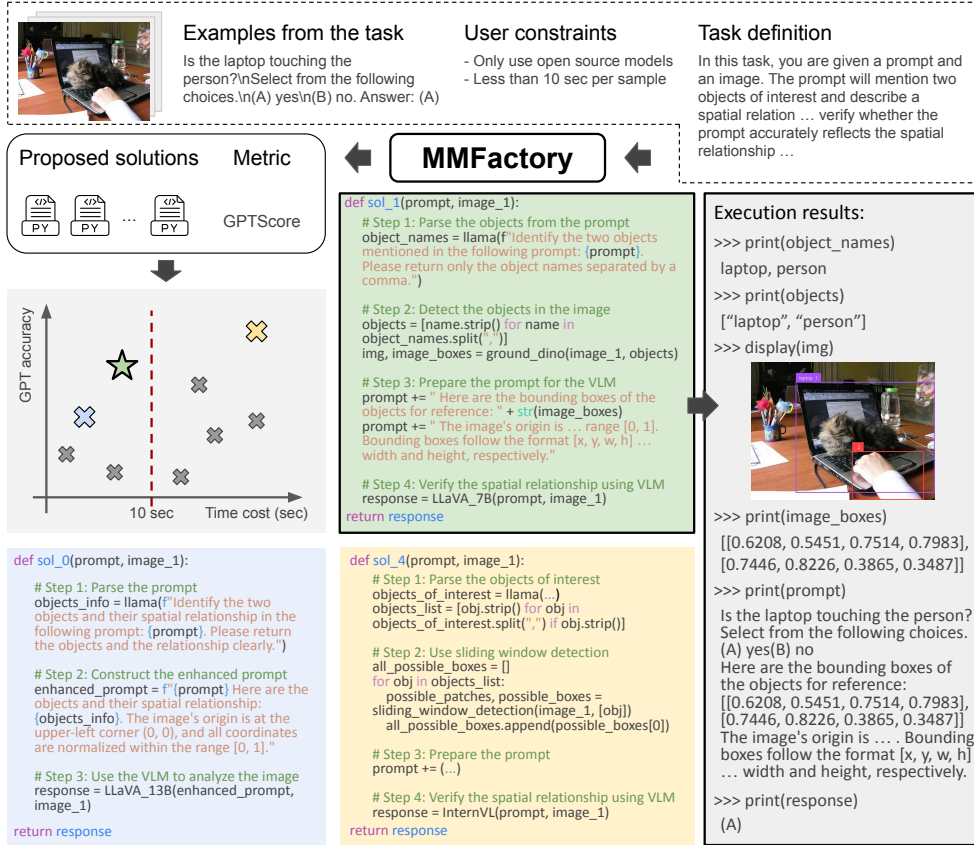 Examples from the task
Is the laptop touching the
person?\nSelect from the following
choices.\n(A) yes\n(B) no. Answer: (A)
User constraints
- Only use open source models
- Less than 10 sec per sample
Task definition
In this task, you are given a prompt and
an image. The prompt will mention two
objects of interest and describe a
spatial relation … verify whether the
prompt accurately reflects the spatial
relationship …
MMFactory
Proposed solutions
Metric
</> PY </> PY … </> PY
GPTScore
GPT accuracy
10 sec
Time cost (sec)
def sol_1(prompt, image_1):
# Step 1: Parse the objects from the prompt
object_names = llama(f"Identify the two objects
mentioned in the following prompt: {prompt}.
Please return only the object names separated by a
comma.")
# Step 2: Detect the objects in the image
objects = [name.strip() for name in
object_names.split(",")]
img, image_boxes = ground_dino(image_1, objects)
# Step 3: Prepare the prompt for the VLM
prompt += " Here are the bounding boxes of the
objects for reference: " + str(image_boxes)
prompt += " The image's origin is … range [0, 1].
Bounding boxes follow the format [x, y, w, h] …
width and height, respectively."
# Step 4: Verify the spatial relationship using VLM
response = LLaVA_7B(prompt, image_1)
return response
Execution results:
>>> print(object_names)
laptop, person
>>> print(objects)
[“laptop”, “person”]
>>> display(img)
laptop 1
>>> print(image_boxes)
[[0.6208, 0.5451, 0.7514, 0.7983],
[0.7446, 0.8226, 0.3865, 0.3487]]
>>> print(prompt)
Is the laptop touching the person?
Select from the following choices.
(A) yes(B) no
Here are the bounding boxes of
the objects for reference:
[[0.6208, 0.5451, 0.7514, 0.7983],
[0.7446, 0.8226, 0.3865, 0.3487]]
The image's origin is … . Bounding
boxes follow the format [x, y, w, h]
… width and height, respectively.
>>> print(response)
(A)
def sol_0(prompt, image_1):
# Step 1: Parse the prompt
objects_info = llama(f"Identify the two
objects and their spatial relationship in the
following prompt: {prompt}. Please return
the objects and the relationship clearly.")
# Step 2: Construct the enhanced prompt
enhanced_prompt = f"{prompt} Here are the
objects and their spatial relationship:
{objects_info}. The image's origin is at the
upper-left corner (0, 0), and all coordinates
are normalized within the range [0, 1]."
# Step 3: Use the VLM to analyze the image
response = LLaVA_13B(enhanced_prompt,
image_1)
return response
def sol_4(prompt, image_1):
# Step 1: Parse the objects of interest
objects_of_interest = llama(...)
objects_list = [obj.strip() for obj in
objects_of_interest.split(",") if obj.strip()]
# Step 2: Use sliding window detection
all_possible_boxes = []
for obj in objects_list:
possible_patches, possible_boxes =
sliding_window_detection(image_1, [obj])
all_possible_boxes.append(possible_boxes[0])
# Step 3: Prepare the prompt
prompt += (...)
# Step 4: Verify the spatial relationship using VLM
response = InternVL(prompt, image_1)
return response